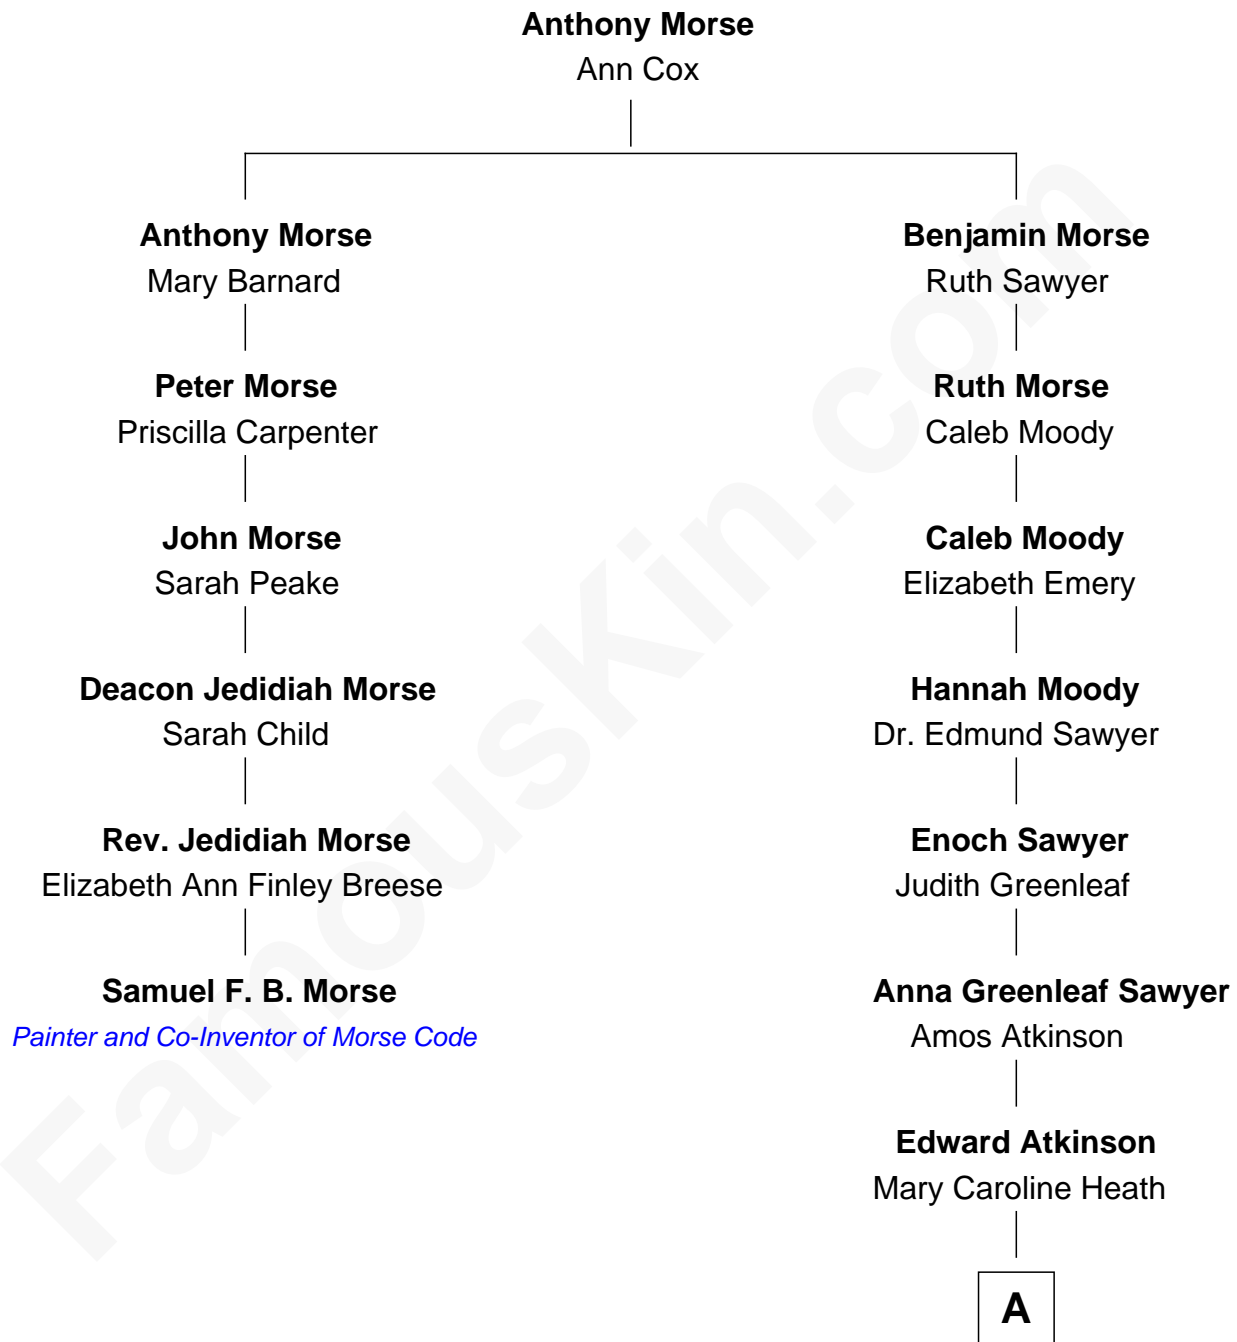 Anthony Morse
Ann Cox
Anthony Morse
Mary Barnard
Benjamin Morse
Ruth Sawyer
Peter Morse
Priscilla Carpenter
Ruth Morse
Caleb Moody
John Morse
Sarah Peake
Caleb Moody
Elizabeth Emery
Deacon Jedidiah Morse
Sarah Child
Hannah Moody
Dr. Edmund Sawyer
Rev. Jedidiah Morse
Elizabeth Ann Finley Breese
Enoch Sawyer
Judith Greenleaf
Samuel F. B. Morse
Painter and Co-Inventor of Morse Code
Anna Greenleaf Sawyer
Amos Atkinson
Edward Atkinson
Mary Caroline Heath
A
FamousKin.com